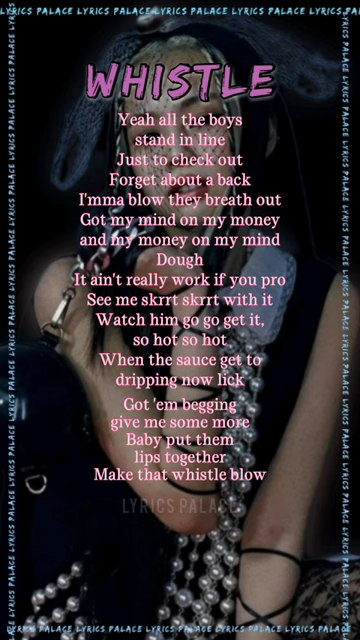 LYRICS PALACE LYRICS PALACE LYRICS PALACE LYRICS PALACE LYRICS PALACE
WHISTLE
Yeah all the boys
stand in line
Just to check out
Forget about a back
I'mma blow they breath out
Got my mind on my money
and my money on my mind
Dough
It ain't really work if you pro
See me skrrt skrrt with it
Watch him go go get it,
so hot so hot
When the sauce get to
dripping now lick
Got 'em begging
give me some more
Baby put them
lips together
Make that whistle blow
LYRICS PALACE
LYRICS PALACE LYRICS PALACE LYRICS PALACE LYRICS PALACE LYRICS PALACE